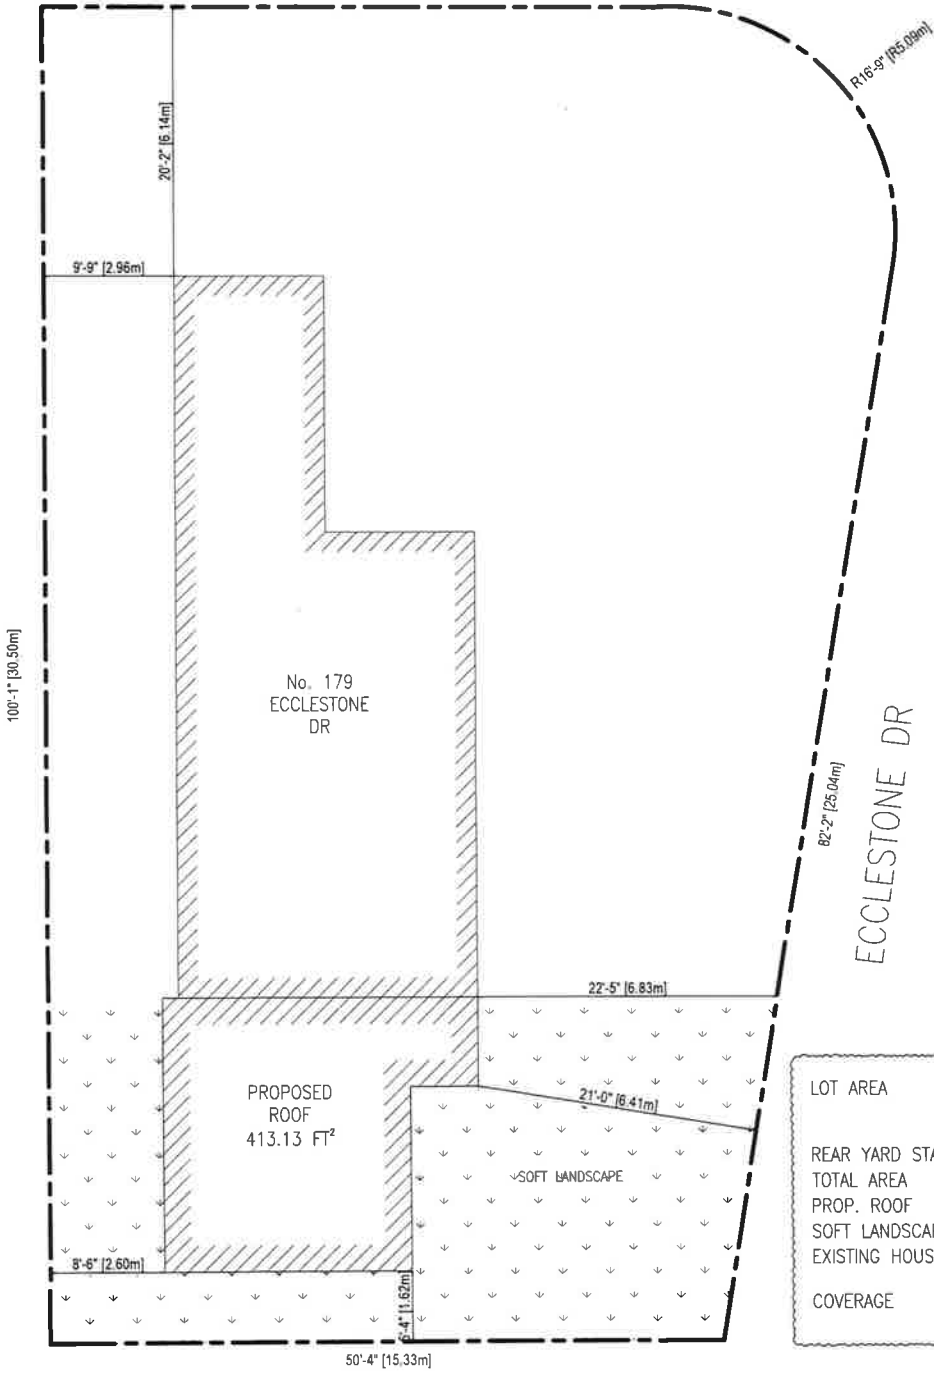 R16'-9" [R5.09m]
20'-2" [6.14m]
9'-9" [2.96m]
100'-1" [30.50m]
No. 179
ECCLESTONE
DR
82'-2" [25.04m]
ECCLESTONE DR
22'-5" [6.83m]
PROPOSED
ROOF
413.13 FT²
21'-0" [6.41m]
SOFT LANDSCAPE
8'-6" [2.60m]
5'-4" [1.62m]
50'-4" [15.33m]
LOT AREA
REAR YARD STA
TOTAL AREA
PROP. ROOF
SOFT LANDSCA
EXISTING HOUS
COVERAGE